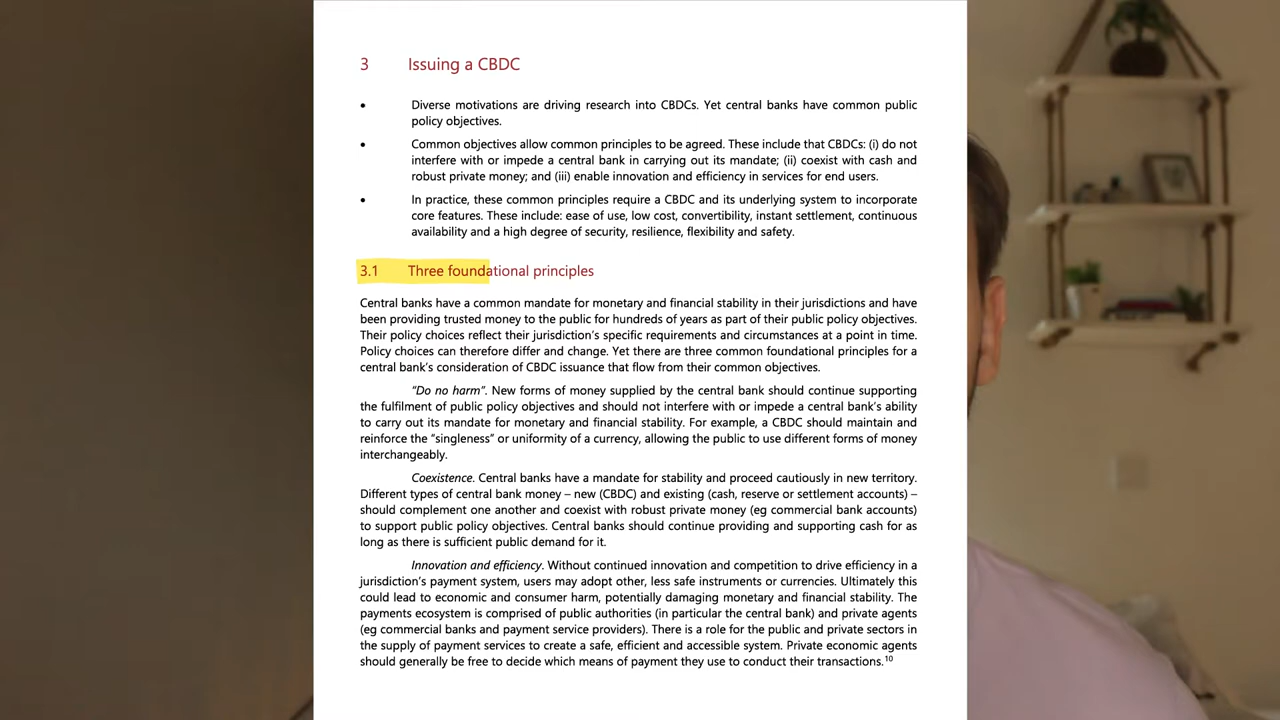 3 Issuing a CBDC
• Diverse motivations are driving research into CBDCs. Yet central banks have common public
policy objectives.
• Common objectives allow common principles to be agreed. These include that CBDCs: (i) do not
interfere with or impede a central bank in carrying out its mandate; (ii) coexist with cash and
robust private money; and (iii) enable innovation and efficiency in services for end users.
• In practice, these common principles require a CBDC and its underlying system to incorporate
core features. These include: ease of use, low cost, convertibility, instant settlement, continuous
availability and a high degree of security, resilience, flexibility and safety.
3.1 Three foundational principles
Central banks have a common mandate for monetary and financial stability in their jurisdictions and have
been providing trusted money to the public for hundreds of years as part of their public policy objectives.
Their policy choices reflect their jurisdiction’s specific requirements and circumstances at a point in time.
Policy choices can therefore differ and change. Yet there are three common foundational principles for a
central bank’s consideration of CBDC issuance that flow from their common objectives.
“Do no harm”. New forms of money supplied by the central bank should continue supporting
the fulfilment of public policy objectives and should not interfere with or impede a central bank’s ability
to carry out its mandate for monetary and financial stability. For example, a CBDC should maintain and
reinforce the “singleness” or uniformity of a currency, allowing the public to use different forms of money
interchangeably.
Coexistence. Central banks have a mandate for stability and proceed cautiously in new territory.
Different types of central bank money – new (CBDC) and existing (cash, reserve or settlement accounts) –
should complement one another and coexist with robust private money (eg commercial bank accounts)
to support public policy objectives. Central banks should continue providing and supporting cash for as
long as there is sufficient public demand for it.
Innovation and efficiency. Without continued innovation and competition to drive efficiency in a
jurisdiction’s payment system, users may adopt other, less safe instruments or currencies. Ultimately this
could lead to economic and consumer harm, potentially damaging monetary and financial stability. The
payments ecosystem is comprised of public authorities (in particular the central bank) and private agents
(eg commercial banks and payment service providers). There is a role for the public and private sectors in
the supply of payment services to create a safe, efficient and accessible system. Private economic agents
should generally be free to decide which means of payment they use to conduct their transactions.10